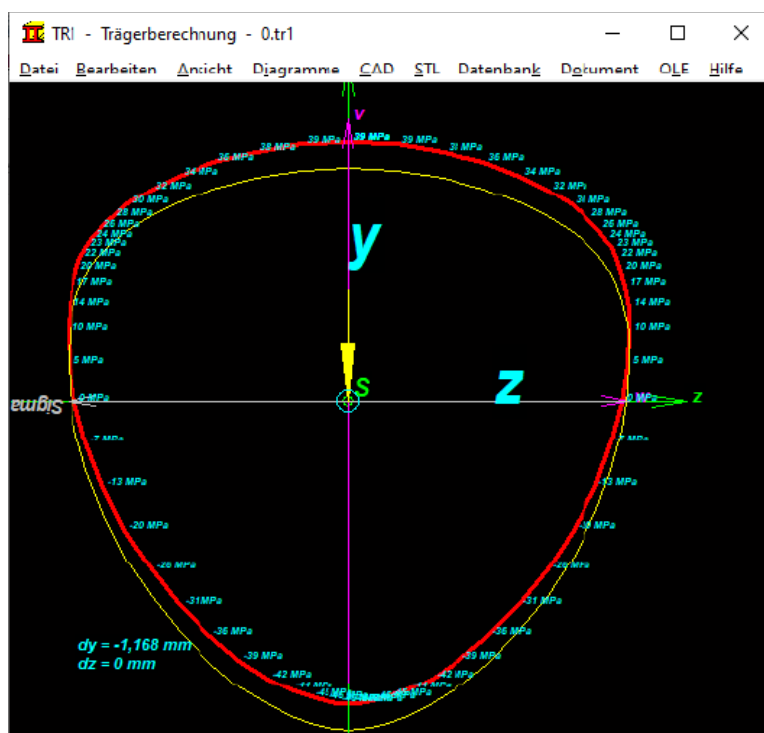 TRI - Trägerberechnung - 0.tr1
Datei Bearbeiten Ansicht Diagramme CAD STL Datenbank Dokument OLE Hilfe
v
36 MPa 38 MPa 39 MPa 39 MPa 39 MPa 36 MPa
34 MPa 34 MPa
32 MPa 32 MPa
30 MPa
28 MPa 28 MPa
26 MPa 26 MPa
24 MPa 24 MPa
23 MPa 23 MPa
22 MPa 22 MPa
20 MPa 20 MPa
17 MPa 17 MPa
14 MPa 14 MPa
10 MPa 10 MPa
5 MPa 5 MPa
y
S
z
Sigma 0 MPa 0 MPa z
-13 MPa -13 MPa
-20 MPa
-31MPa -31 MPa
-36 MPa -36 MPa
-39 MPa -39 MPa
-42 MPa -42 MPa
dy = -1,168 mm
dz = 0 mm